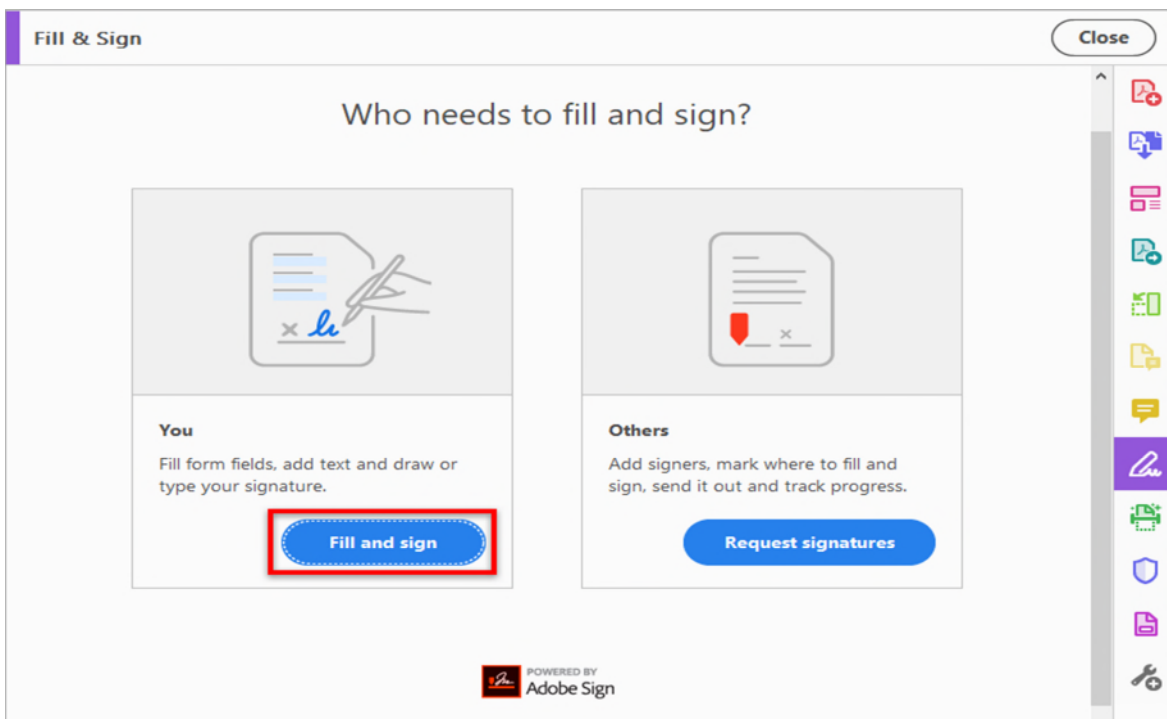 Fill & Sign
Close
Who needs to fill and sign?
You
Fill form fields, add text and draw or
type your signature.
Fill and sign
Others
Add signers, mark where to fill and
sign, send it out and track progress.
Request signatures
POWERED BY
Adobe Sign